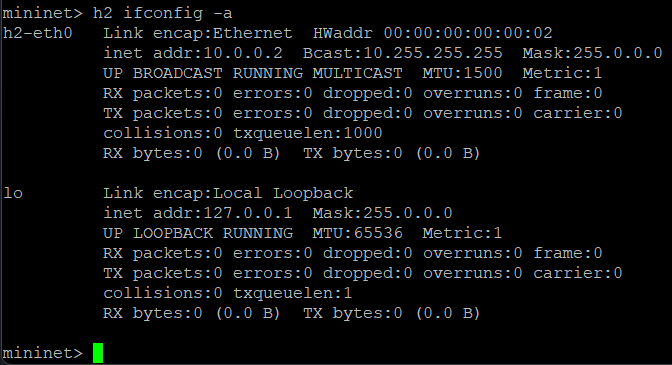 mininet> h2 ifconfig -a
h2-eth0   Link encap:Ethernet  HWaddr 00:00:00:00:00:02
          inet addr:10.0.0.2  Bcast:10.255.255.255  Mask:255.0.0.0
          UP BROADCAST RUNNING MULTICAST  MTU:1500  Metric:1
          RX packets:0 errors:0 dropped:0 overruns:0 frame:0
          TX packets:0 errors:0 dropped:0 overruns:0 carrier:0
          collisions:0 txqueuelen:1000
          RX bytes:0 (0.0 B)  TX bytes:0 (0.0 B)

lo        Link encap:Local Loopback
          inet addr:127.0.0.1  Mask:255.0.0.0
          UP LOOPBACK RUNNING  MTU:65536  Metric:1
          RX packets:0 errors:0 dropped:0 overruns:0 frame:0
          TX packets:0 errors:0 dropped:0 overruns:0 carrier:0
          collisions:0 txqueuelen:1
          RX bytes:0 (0.0 B)  TX bytes:0 (0.0 B)

mininet>